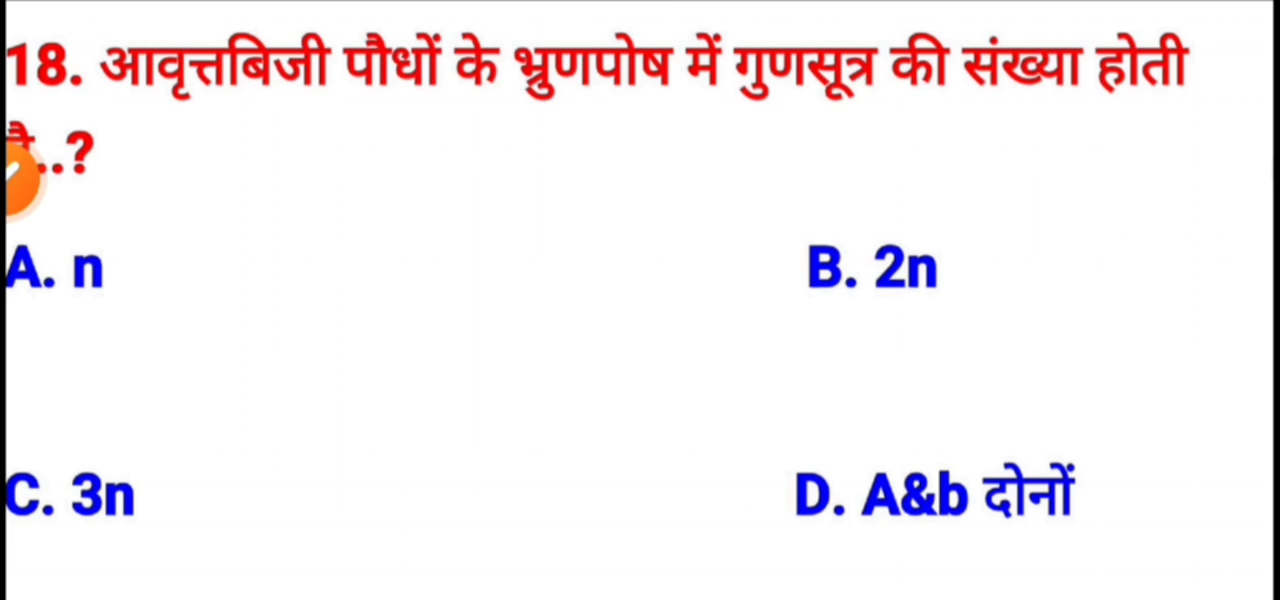 18. आवृत्तबिजी पौधों के भ्रुणपोष में गुणसूत्र की संख्या होती
..?
A. n
B. 2n
C. 3n
D. A&b दोनों